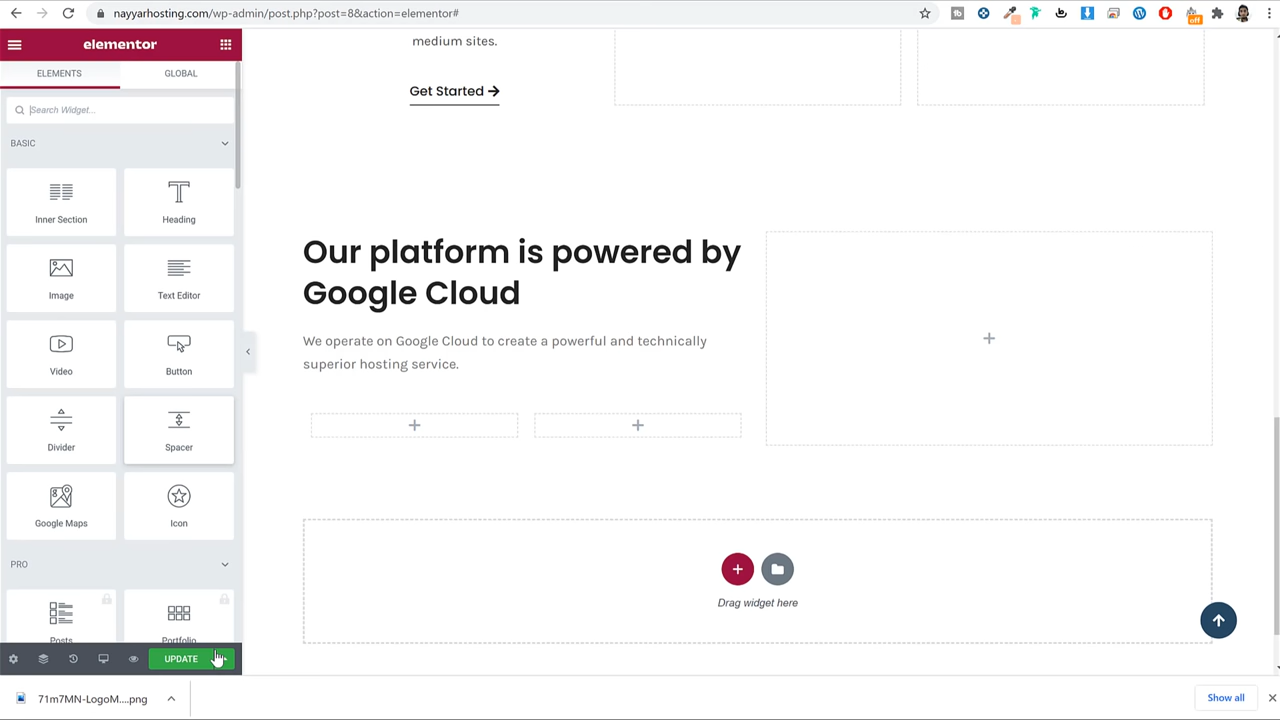 nayyarhosting.com/wp-admin/post.php?post=8&action=elementor#
off
elementor
ELEMENTS
GLOBAL
Search Widget...
BASIC
Inner Section
Heading
Image
Text Editor
Video
Button
Divider
Spacer
Google Maps
Icon
PRO
Posts
Portfolio
UPDATE
medium sites.
Get Started
Our platform is powered by
Google Cloud
We operate on Google Cloud to create a powerful and technically
superior hosting service.
Drag widget here
71m7MN-LogoM....png
Show all